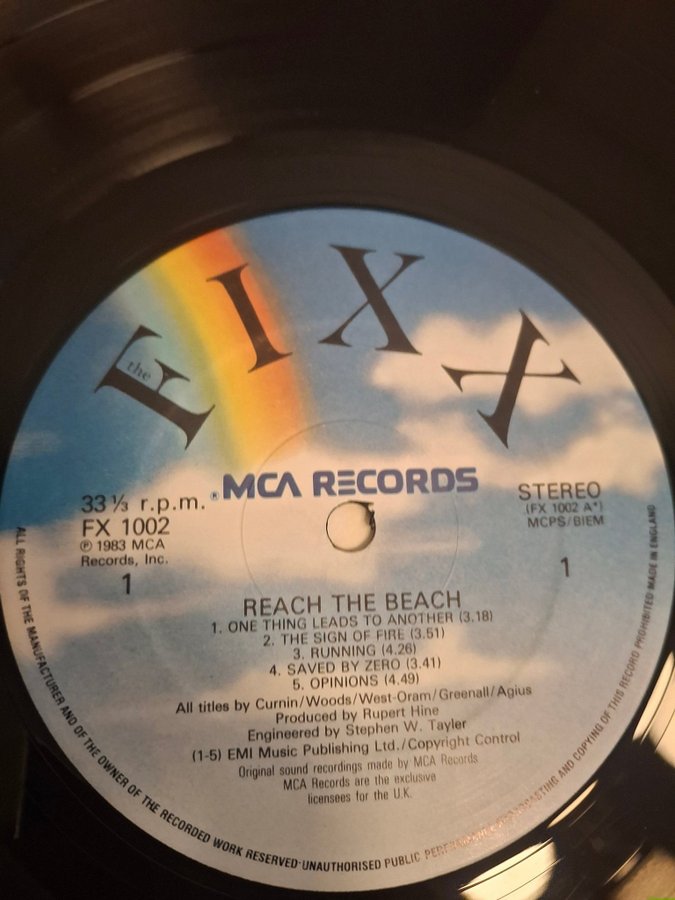 the
FIXX
MCA RECORDS
®
33 ⅓ r.p.m.
FX 1002
℗ 1983 MCA
Records, Inc.
1
STEREO
(FX 1002 A*)
MCPS/BIEM
1
REACH THE BEACH
1. ONE THING LEADS TO ANOTHER (3.18)
2. THE SIGN OF FIRE (3.51)
3. RUNNING (4.26)
4. SAVED BY ZERO (3.41)
5. OPINIONS (4.49)
All titles by Curnin/Woods/West-Oram/Greenall/Agius
Produced by Rupert Hine
Engineered by Stephen W. Tayler
(1-5) EMI Music Publishing Ltd./Copyright Control
Original sound recordings made by MCA Records
MCA Records are the exclusive
licensees for the U.K.
ALL RIGHTS OF THE MANUFACTURER AND OF THE OWNER OF THE RECORDED WORK RESERVED·UNAUTHORISED PUBLIC PERFORMANCE BROADCASTING AND COPYING OF THIS RECORD PROHIBITED MADE IN ENGLAND